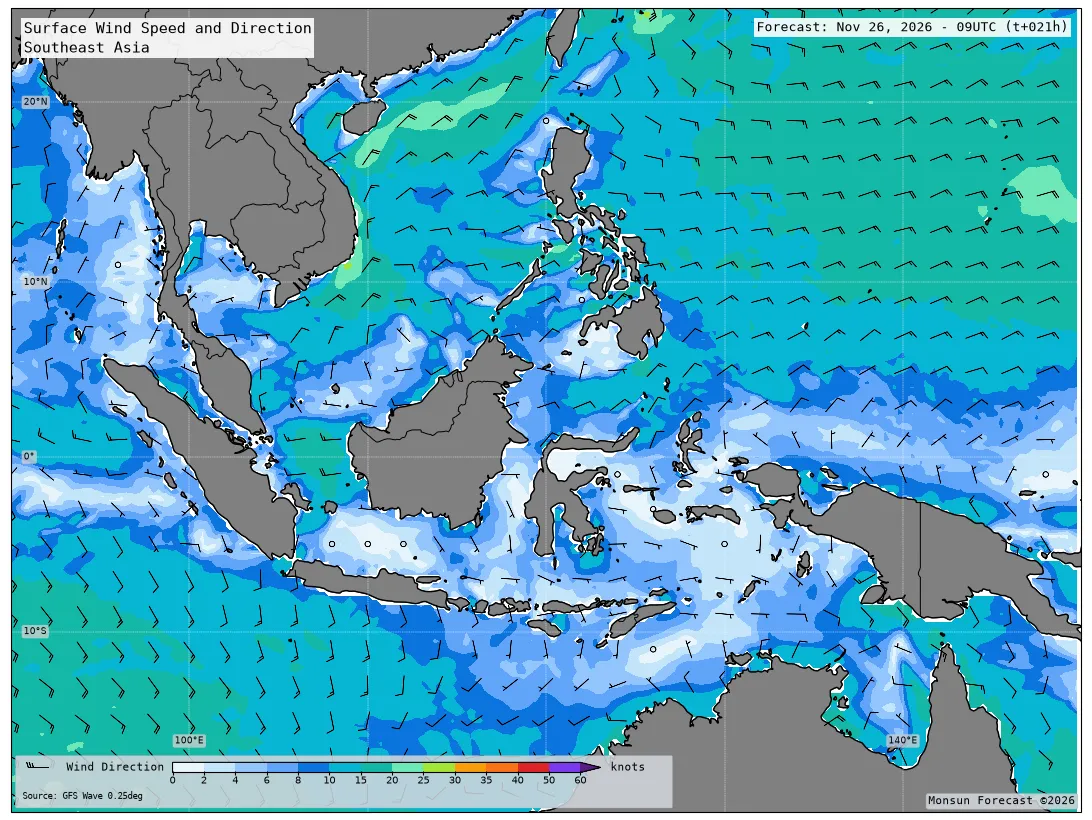 Surface Wind Speed and Direction
Southeast Asia
Forecast: Nov 26, 2026 - 09UTC (t+021h)
20°N
10°N
0°
10°S
100°E
140°E
Wind Direction
0 2 4 6 8 10 15 20 25 30 35 40 50 60
knots
Source: GFS Wave 0.25deg
Monsun Forecast ©2026